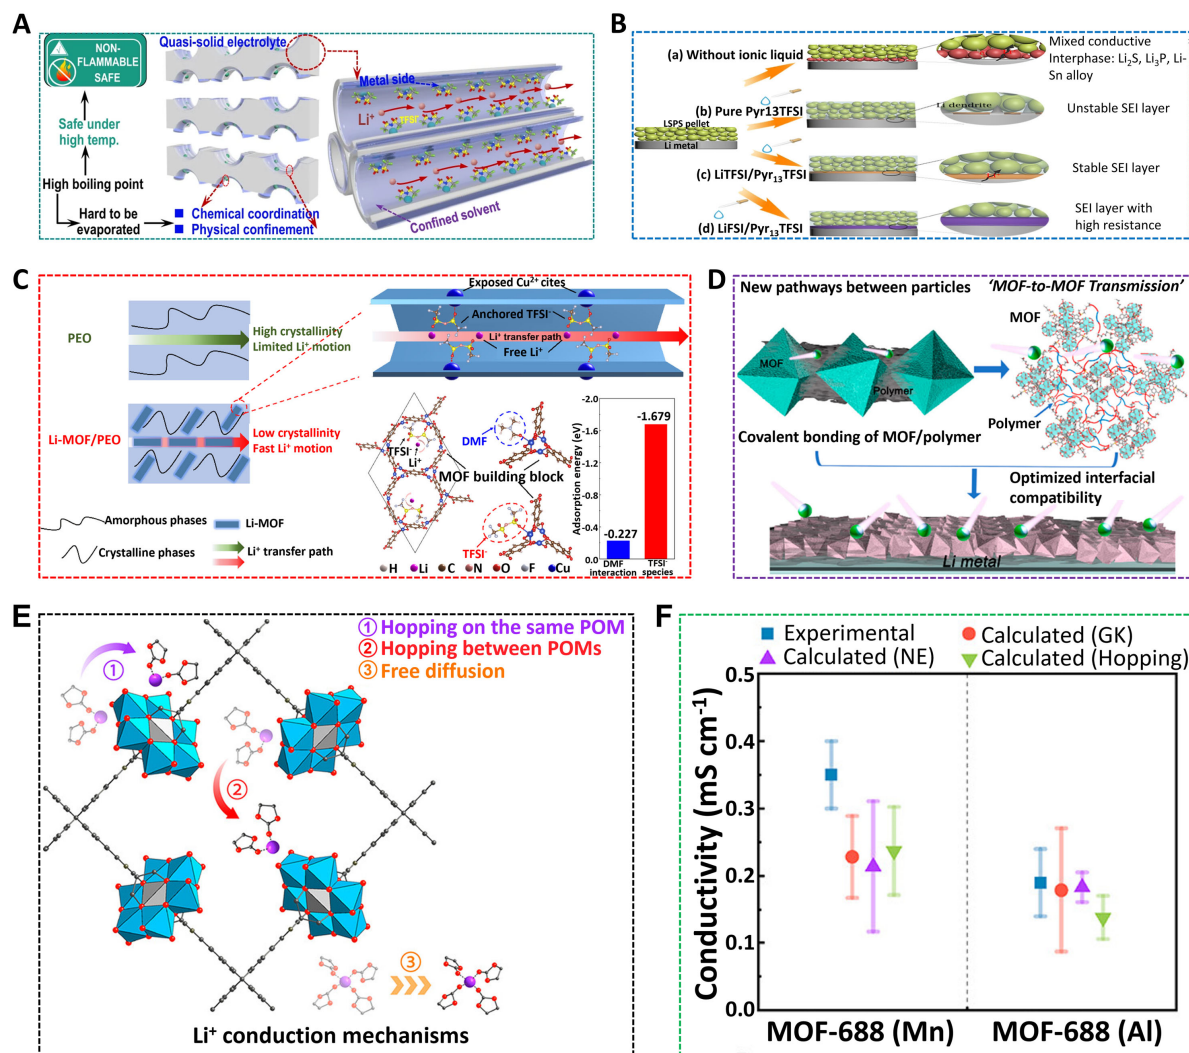 A
NON-
FLAMMABLE
SAFE
Quasi-solid electrolyte
Metal side
Li⁺
TFSI⁻
Safe under
high temp.
High boiling point
Hard to be
evaporated
Chemical coordination
Physical confinement
Confined solvent
B
(a) Without ionic liquid
Mixed conductive
Interphase: Li₂S, Li₃P, Li-
Sn alloy
(b) Pure Pyr13TFSI
Li dendrite
Unstable SEI layer
LSPS pellet
Li metal
(c) LiTFSI/Pyr₁₃TFSI
Stable SEI layer
(d) LiFSI/Pyr₁₃TFSI
SEI layer with
high resistance
C
PEO
High crystallinity
Limited Li⁺ motion
Li-MOF/PEO
Low crystallinity
Fast Li⁺ motion
Amorphous phases
Li-MOF
Crystalline phases
Li⁺ transfer path
Exposed Cu²⁺ cites
Anchored TFSI⁻
Li⁺ transfer path
Free Li⁺
TFSI⁻
Li⁺
DMF
MOF building block
TFSI⁻
H
Li
C
N
O
F
Cu
Adsorption energy (eV)
-2.0
-1.6
-1.2
-0.8
-0.4
-0.0
-1.679
-0.227
DMF
interaction
TFSI⁻
species
D
New pathways between particles
‘MOF-to-MOF Transmission’
MOF
MOF
Polymer
Polymer
Covalent bonding of MOF/polymer
Optimized interfacial
compatibility
Li metal
E
① Hopping on the same POM
② Hopping between POMs
③ Free diffusion
①
②
③
Li⁺ conduction mechanisms
F
Experimental
Calculated (GK)
Calculated (NE)
Calculated (Hopping)
Conductivity (mS cm⁻¹)
0.5
0.4
0.3
0.2
0.1
0.0
MOF-688 (Mn)
MOF-688 (Al)